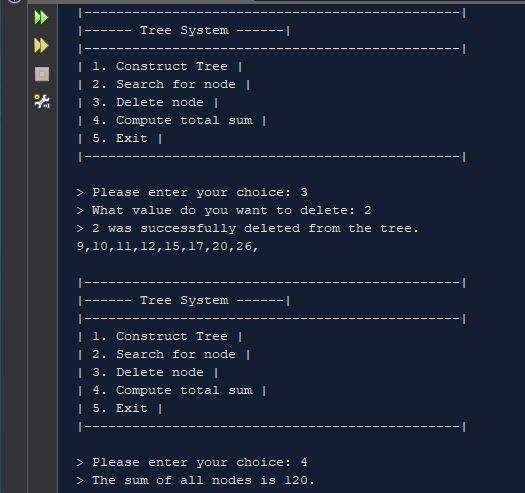 |------------------------------------------------|
|------ Tree System ------|
|------------------------------------------------|
| 1. Construct Tree |
| 2. Search for node |
| 3. Delete node |
| 4. Compute total sum |
| 5. Exit |
|------------------------------------------------|
> Please enter your choice: 3
> What value do you want to delete: 2
> 2 was successfully deleted from the tree.
9,10,11,12,15,17,20,26,
|------------------------------------------------|
|------ Tree System ------|
|------------------------------------------------|
| 1. Construct Tree |
| 2. Search for node |
| 3. Delete node |
| 4. Compute total sum |
| 5. Exit |
|------------------------------------------------|
> Please enter your choice: 4
> The sum of all nodes is 120.